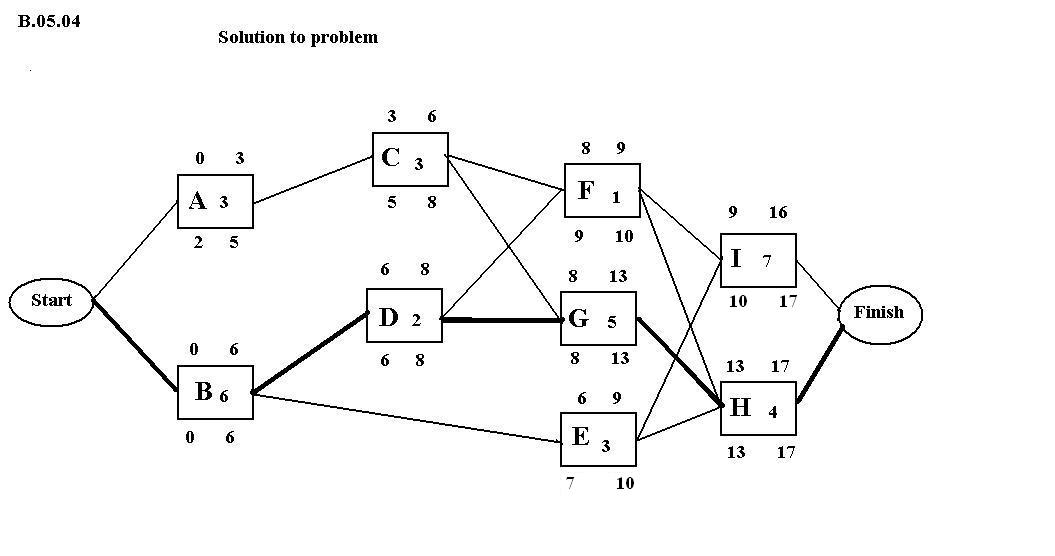 B.05.04
Solution to problem
3 6
C 3
5 8
0 3
A 3
2 5
8 9
F 1
9 10
9 16
I 7
10 17
6 8
D 2
6 8
8 13
G 5
8 13
Start
Finish
0 6
B 6
0 6
13 17
H 4
13 17
6 9
E 3
7 10